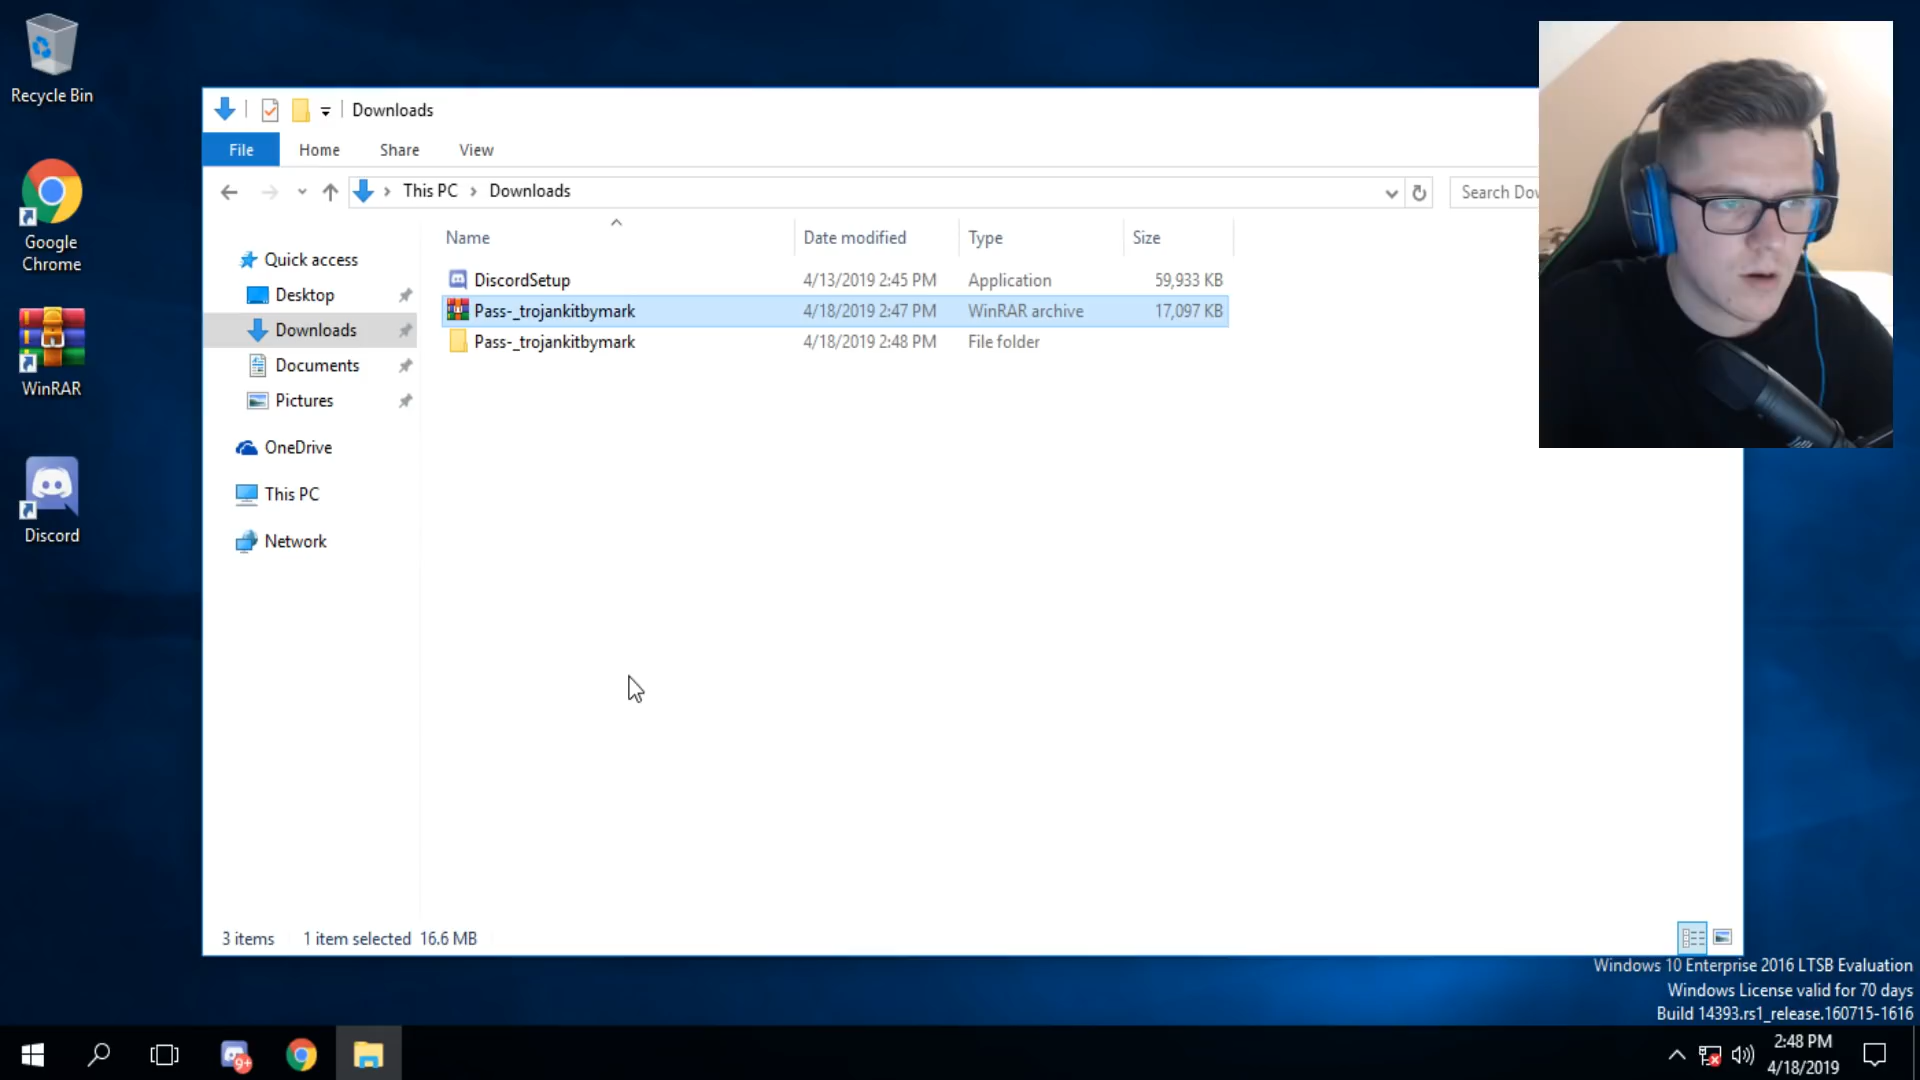 Recycle Bin
Google
Chrome
WinRAR
Discord
Downloads
File
Home
Share
View
This PC
Downloads
Search Dow
Name
Date modified
Type
Size
Quick access
Desktop
Downloads
Documents
Pictures
OneDrive
This PC
Network
DiscordSetup 4/13/2019 2:45 PM Application 59,933 KB
Pass-_trojankitbymark 4/18/2019 2:47 PM WinRAR archive 17,097 KB
Pass-_trojankitbymark 4/18/2019 2:48 PM File folder
3 items 1 item selected 16.6 MB
Windows 10 Enterprise 2016 LTSB Evaluation
Windows License valid for 70 days
Build 14393.rs1_release.160715-1616
9+
2:48 PM
4/18/2019